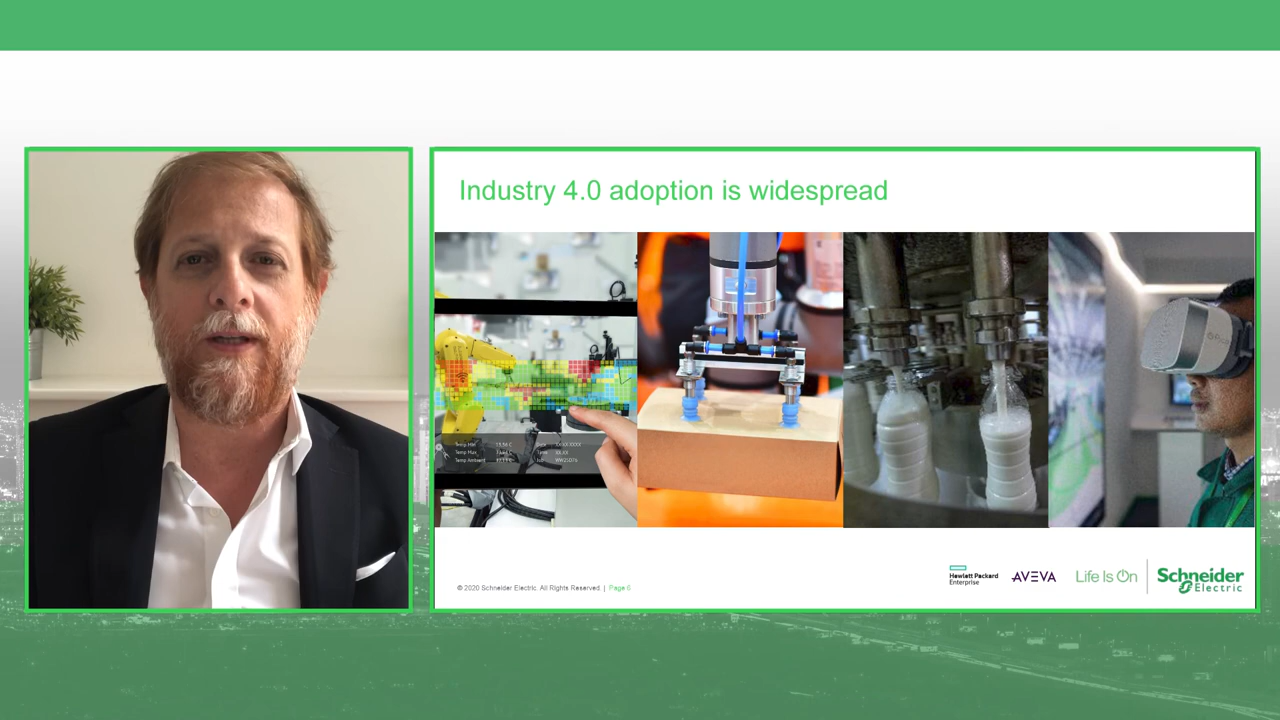 Industry 4.0 adoption is widespread
© 2020 Schneider Electric. All Rights Reserved. | Page 6
Hewlett Packard
Enterprise
AVEVA
Life Is On
Schneider
Electric